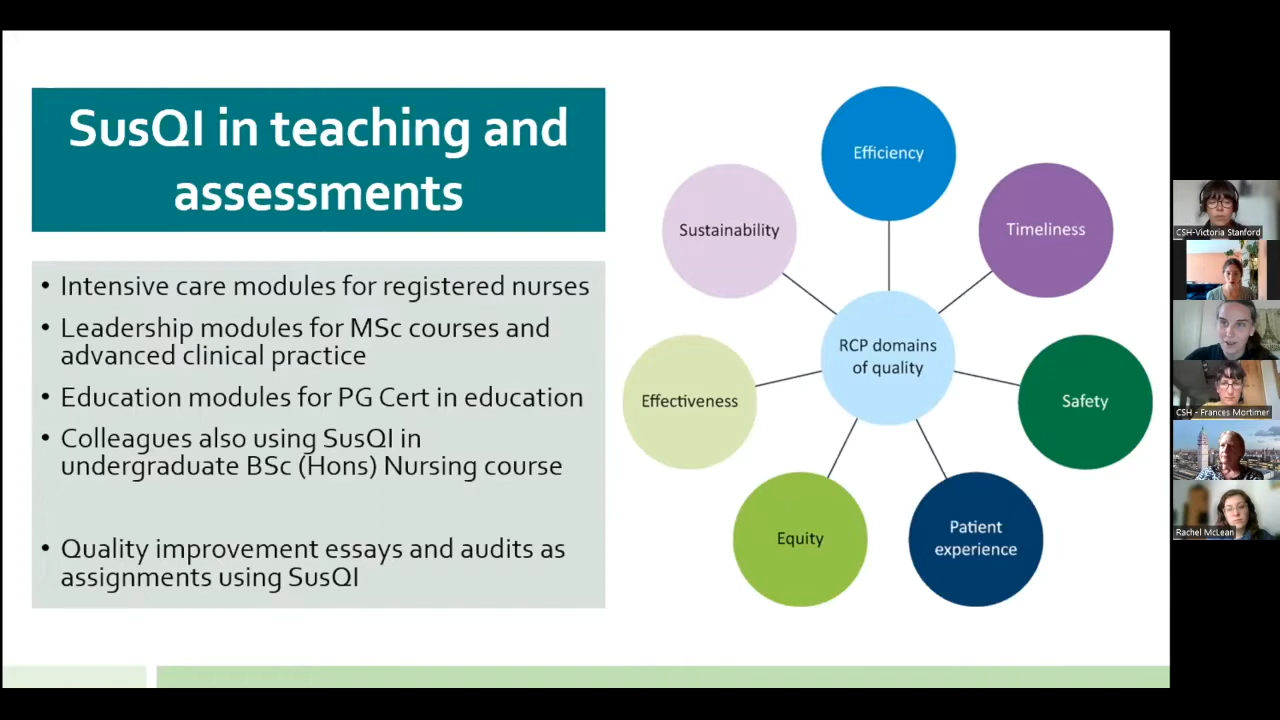 SusQI in teaching and
assessments
• Intensive care modules for registered nurses
• Leadership modules for MSc courses and
advanced clinical practice
• Education modules for PG Cert in education
• Colleagues also using SusQI in
undergraduate BSc (Hons) Nursing course
• Quality improvement essays and audits as
assignments using SusQI
Efficiency
Timeliness
Safety
Patient
experience
Equity
Effectiveness
Sustainability
RCP domains
of quality
CSH-Victoria Stanford
CSH - Frances Mortimer
Rachel McLean